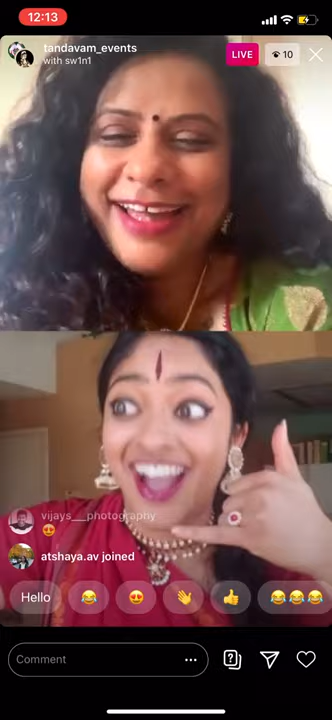 12:13
tandavam_events
with sw1n1
LIVE
10
vijays___photography
😍
atshaya.av joined
Hello
😂
😍
👋
👍
😂😂😂
Comment